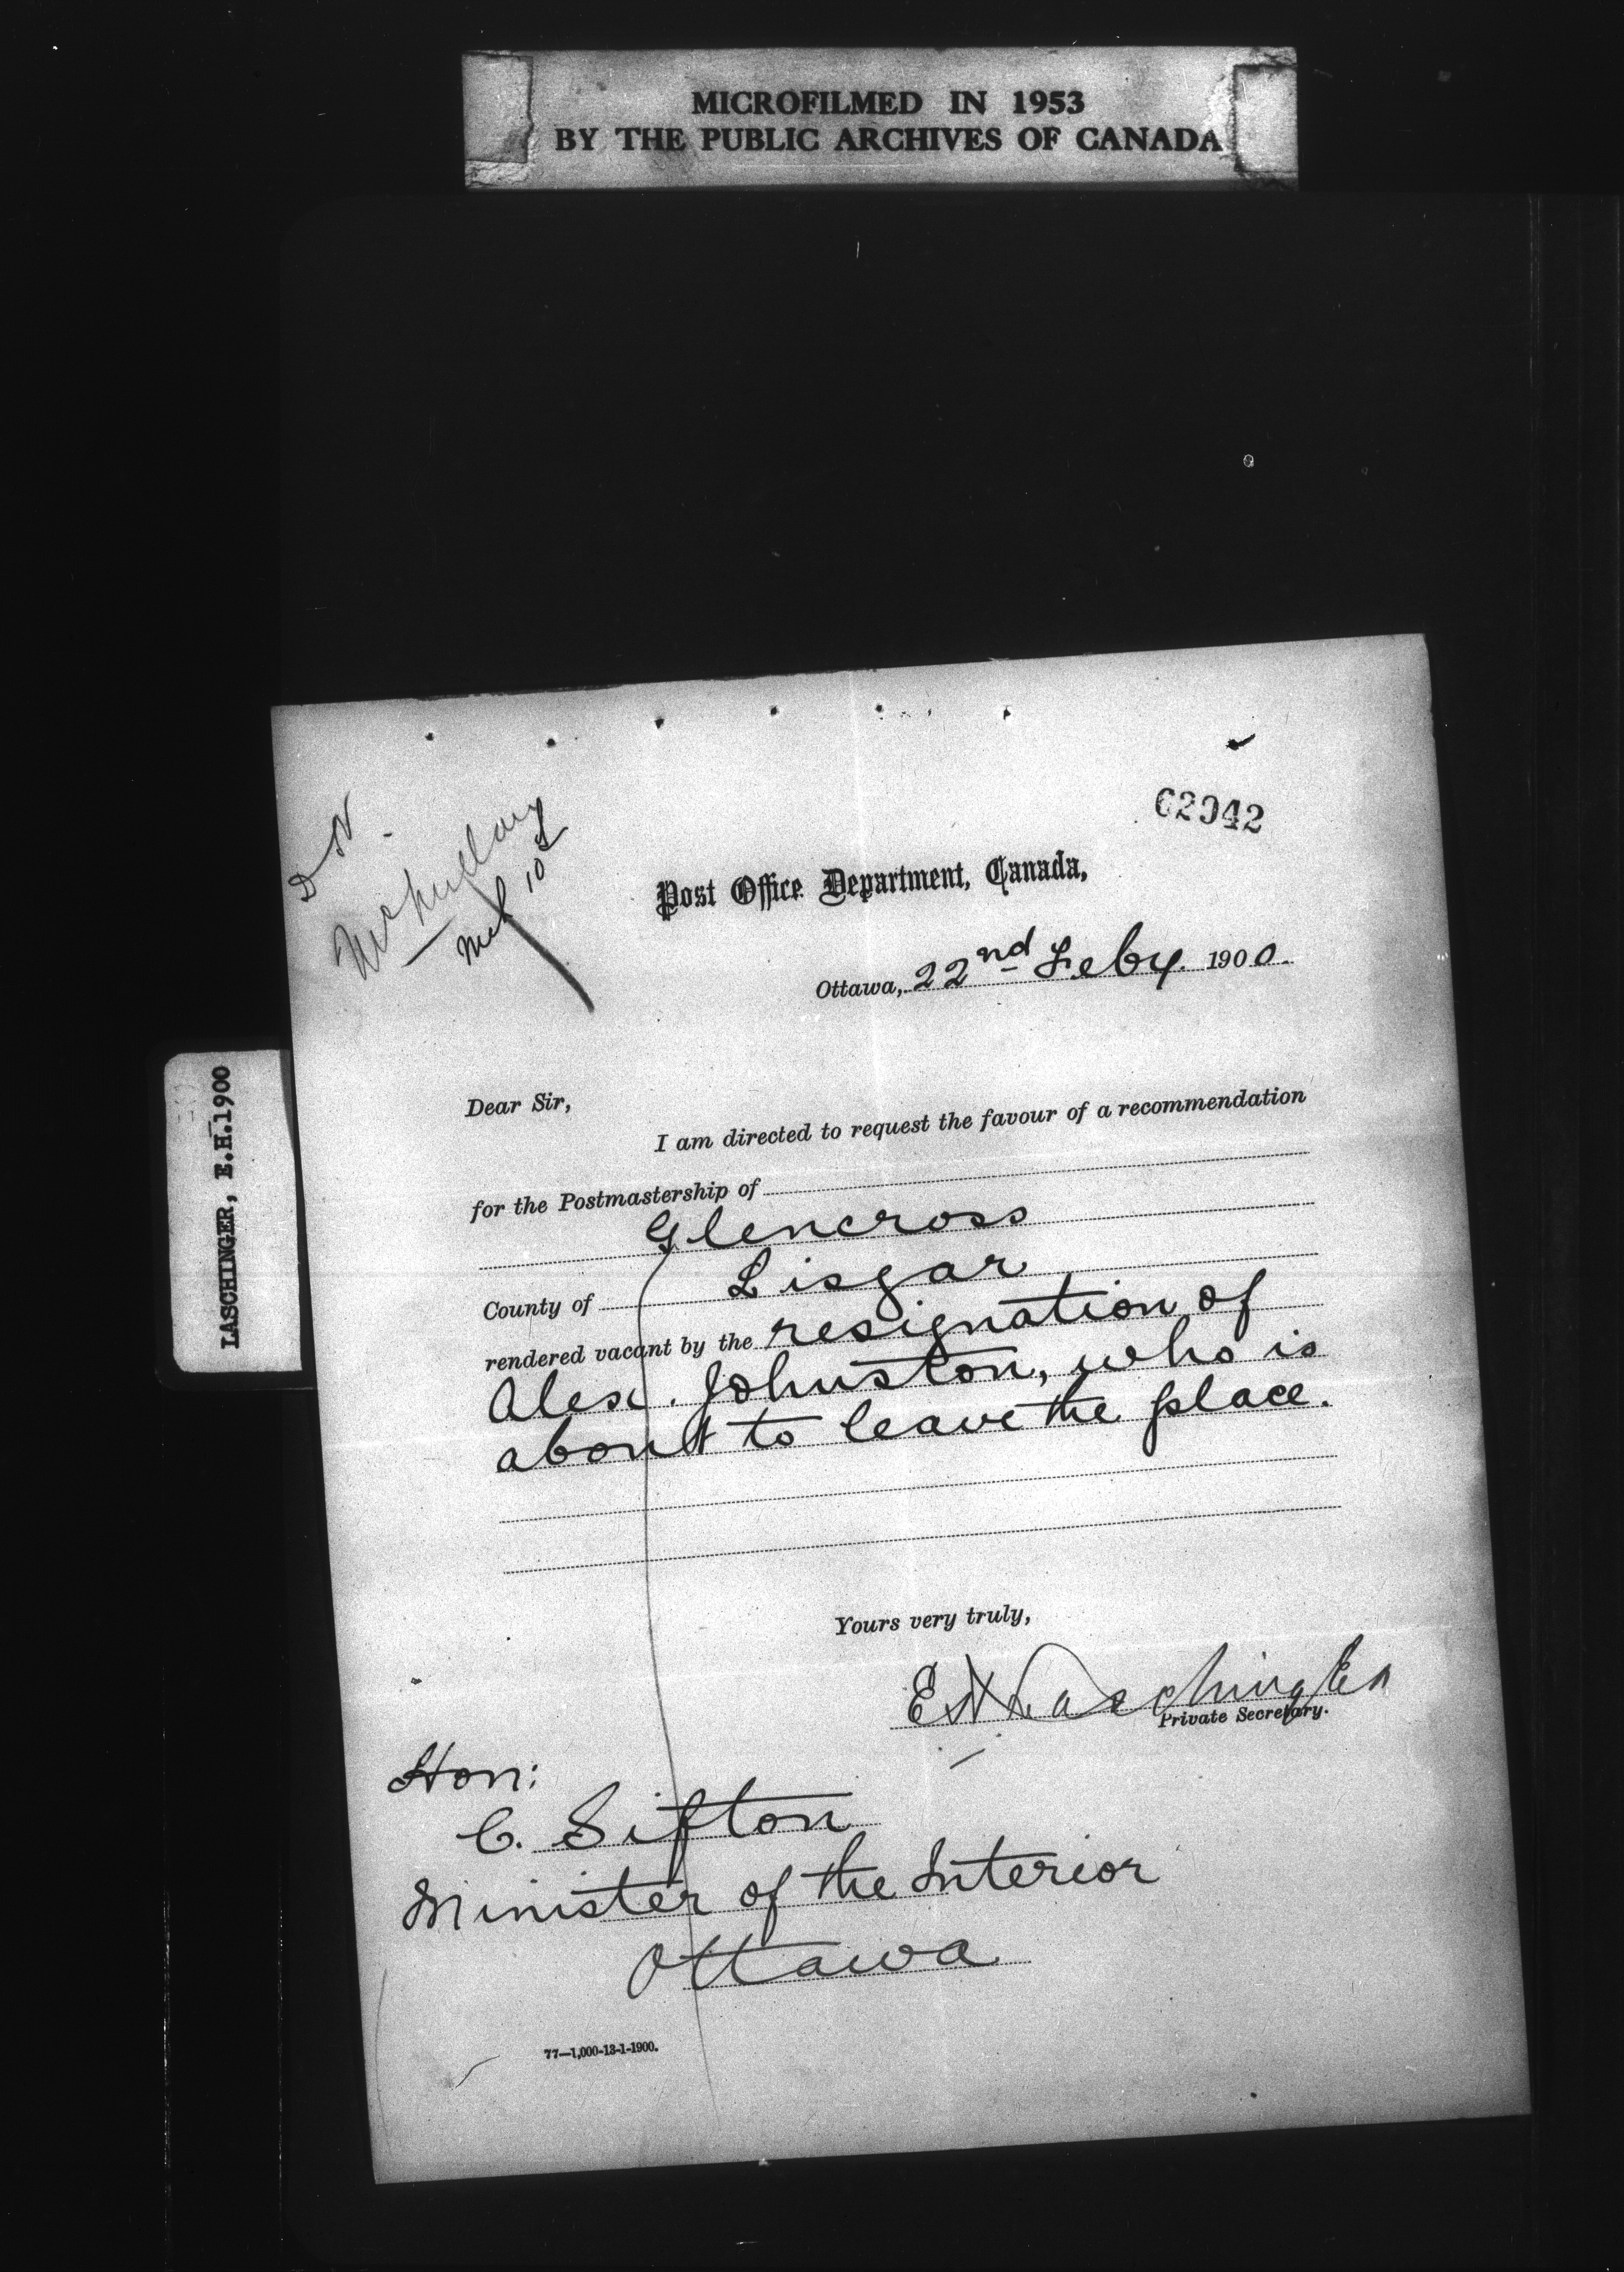 MICROFILMED IN 1953
BY THE PUBLIC ARCHIVES OF CANADA
62042
Post Office Department, Canada,
Ottawa, 22nd Feby. 1900.
LASCHINGER, E.H. 1900
Dear Sir,
I am directed to request the favour of a recommendation
for the Postmastership of
Glencross
County of Lisgar
rendered vacant by the resignation of
Alex. Johnston, who is
about to leave the place.
Yours very truly,
E H Laschinger
Private Secretary.
Hon:
C. Sifton
Minister of the Interior
Ottawa
77—1,000-13-1-1900.